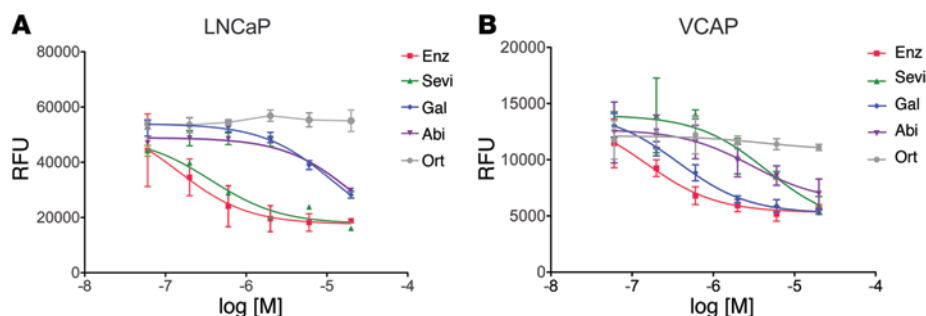 A
LNCaP
RFU
80000
60000
40000
20000
0
-8
-7
-6
-5
-4
log [M]
Enz
Sevi
Gal
Abi
Ort
B
VCAP
RFU
20000
15000
10000
5000
0
-8
-7
-6
-5
-4
log [M]
Enz
Sevi
Gal
Abi
Ort